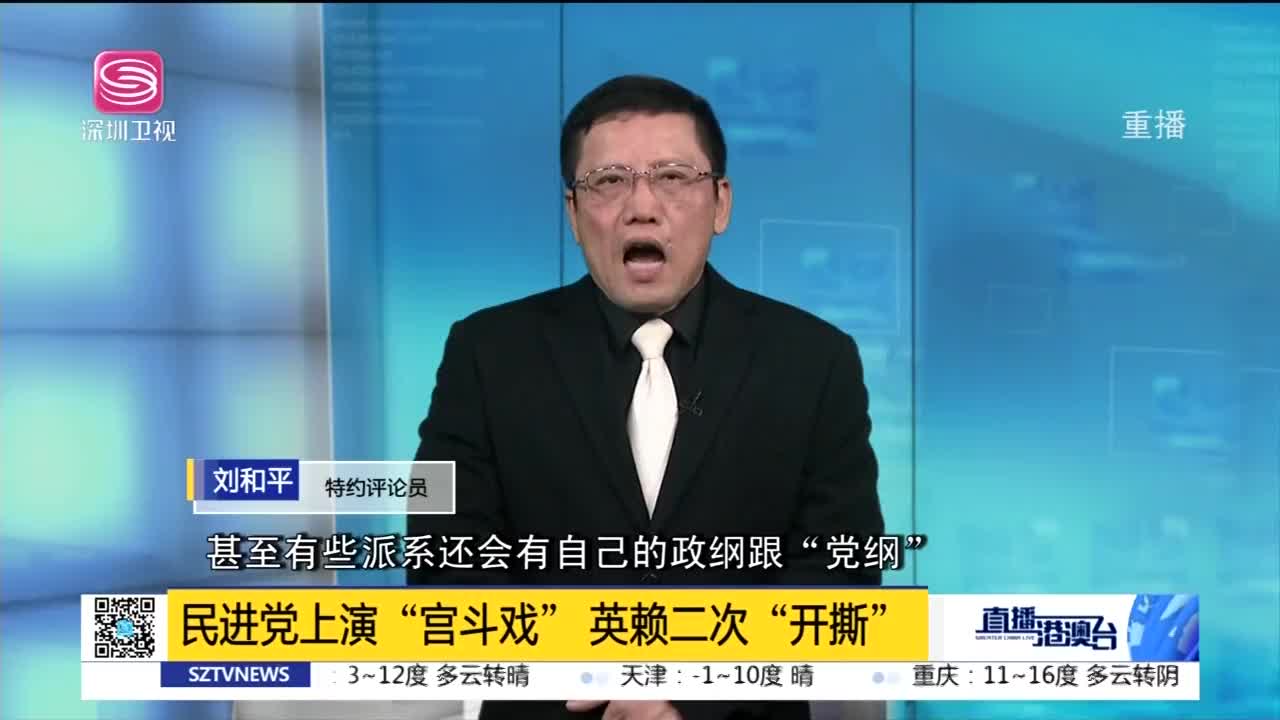 深圳卫视
重播
刘和平
特约评论员
甚至有些派系还会有自己的政纲跟“党纲”
民进党上演“宫斗戏” 英赖二次“开撕”
直播港澳台
GREATER CHINA LIVE
SZTVNEWS
：3~12度 多云转晴 天津：-1~10度 晴 重庆：11~16度 多云转阴